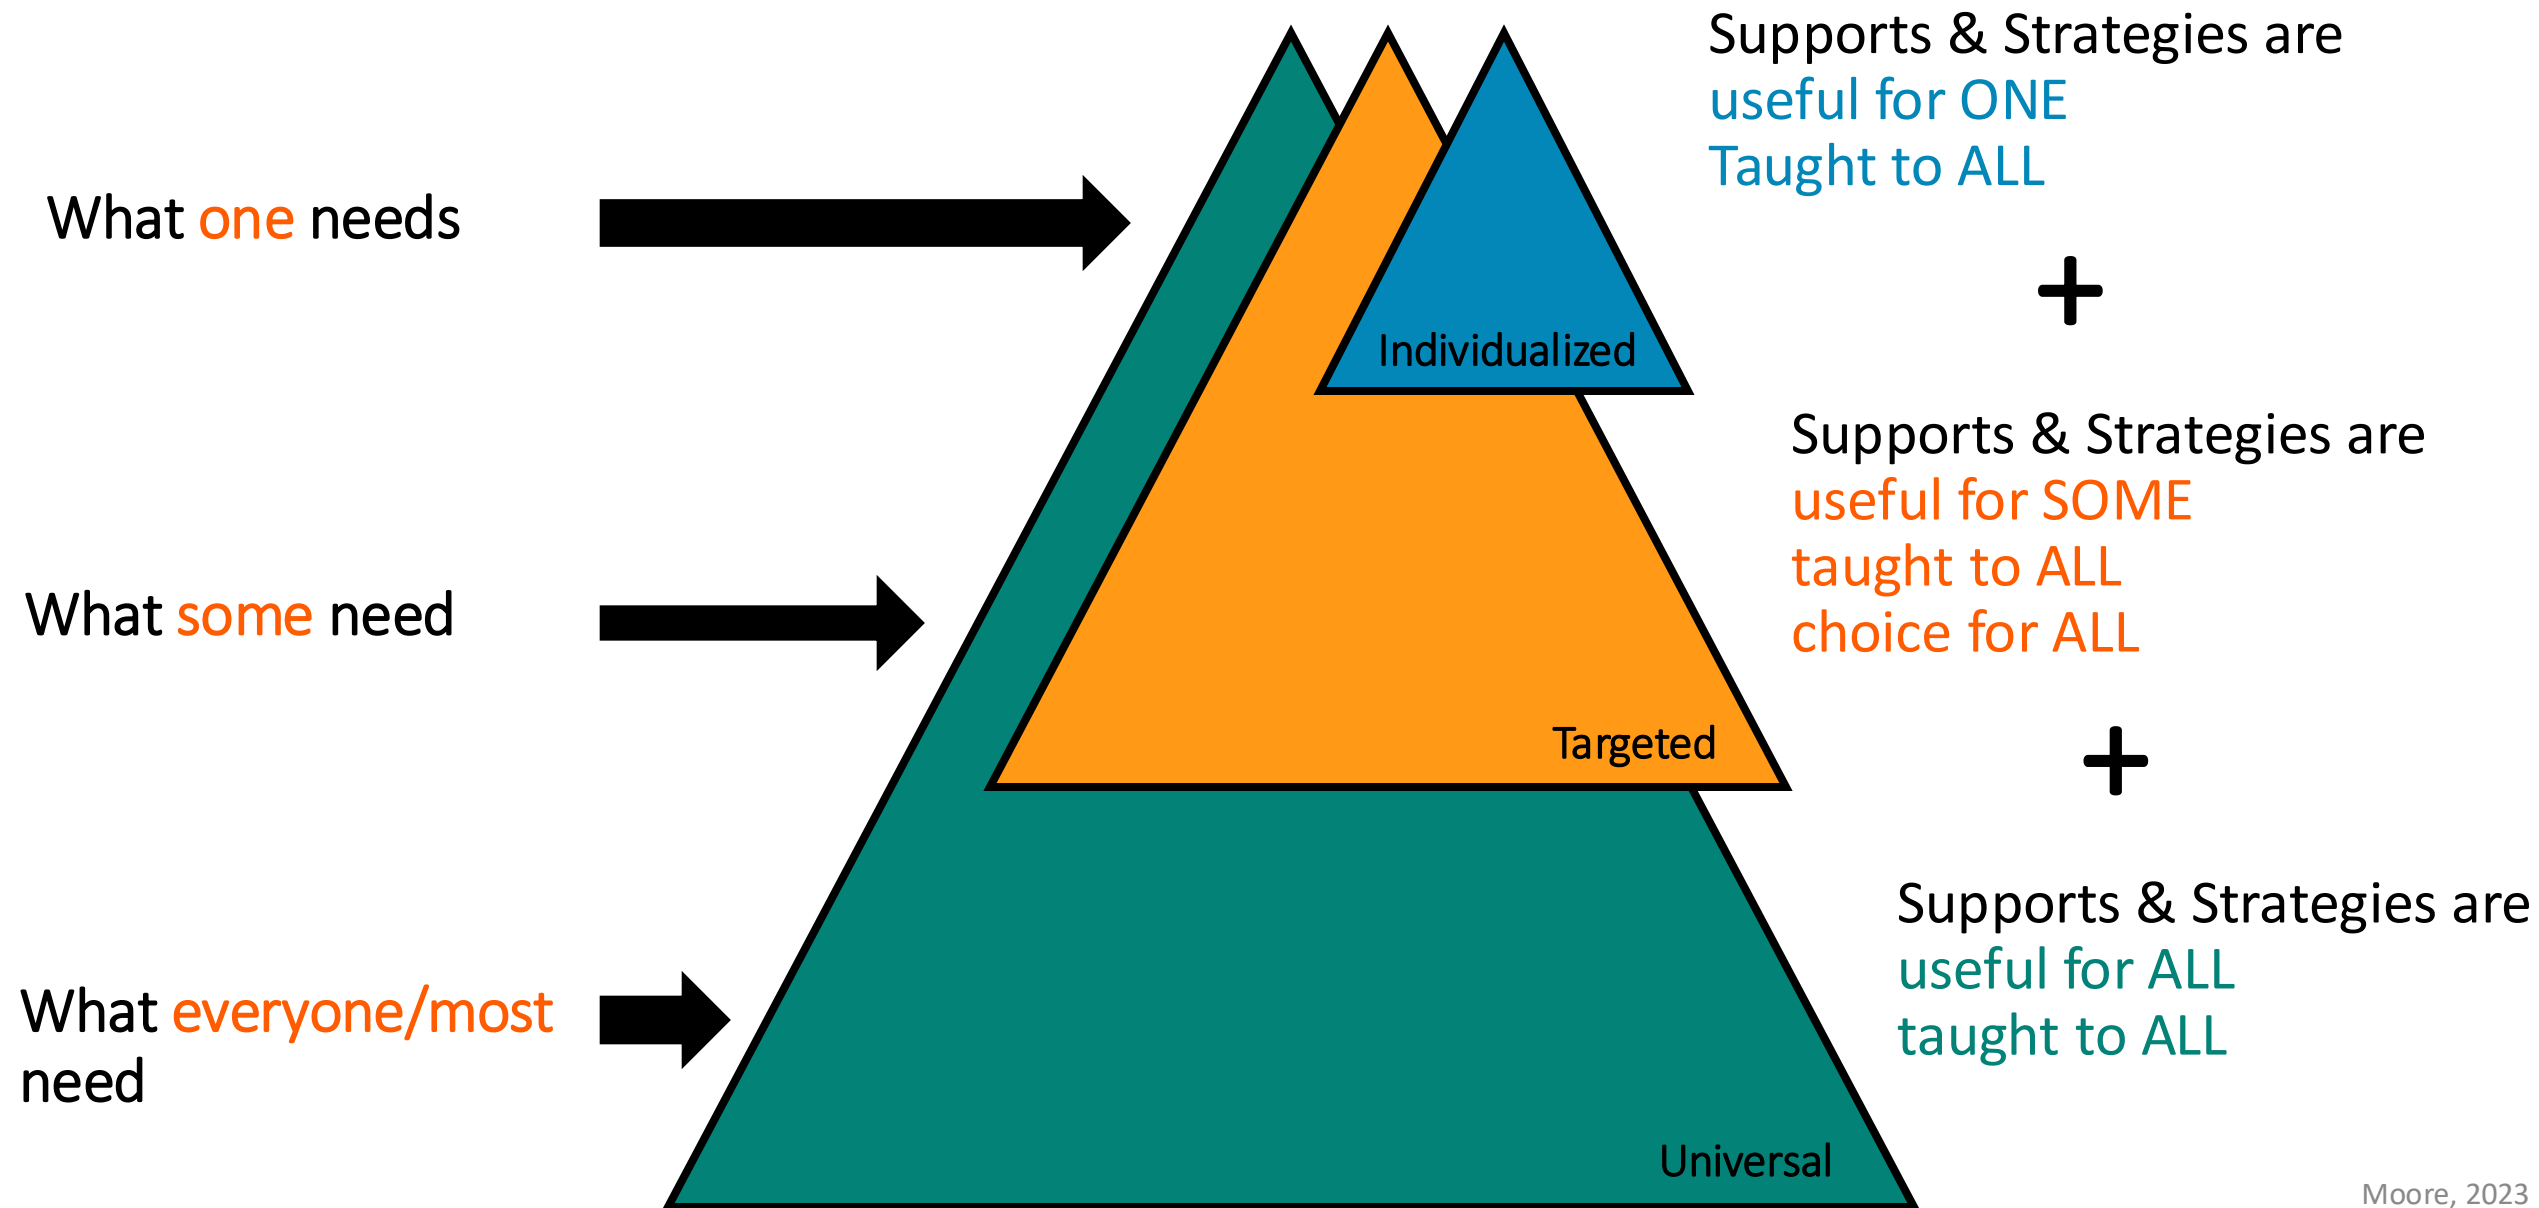 What one needs
Individualized
Supports & Strategies are
useful for ONE
Taught to ALL
+
What some need
Targeted
Supports & Strategies are
useful for SOME
taught to ALL
choice for ALL
+
What everyone/most
need
Universal
Supports & Strategies are
useful for ALL
taught to ALL
Moore, 2023